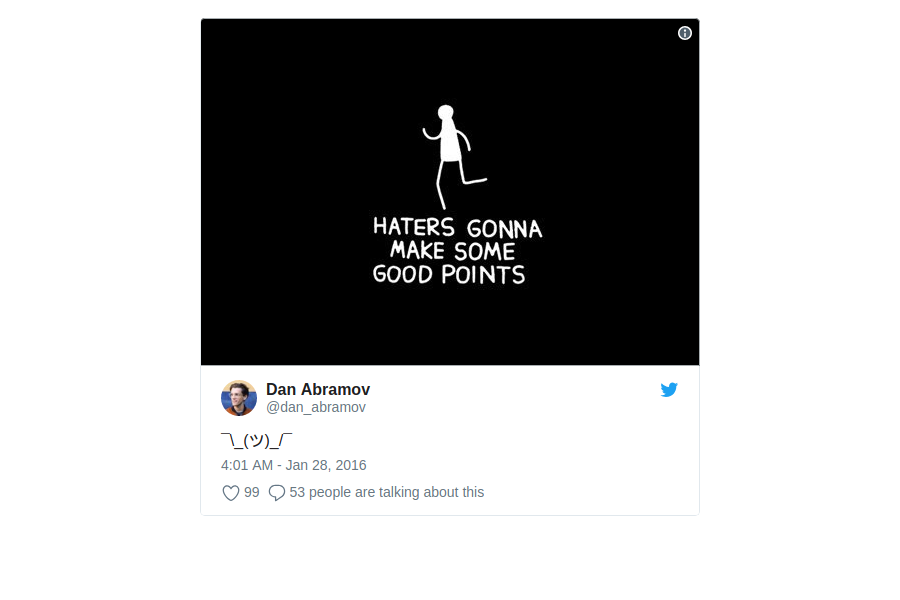 HATERS GONNA
MAKE SOME
GOOD POINTS
Dan Abramov
@dan_abramov
¯\_(ツ)_/¯
4:01 AM - Jan 28, 2016
99 53 people are talking about this